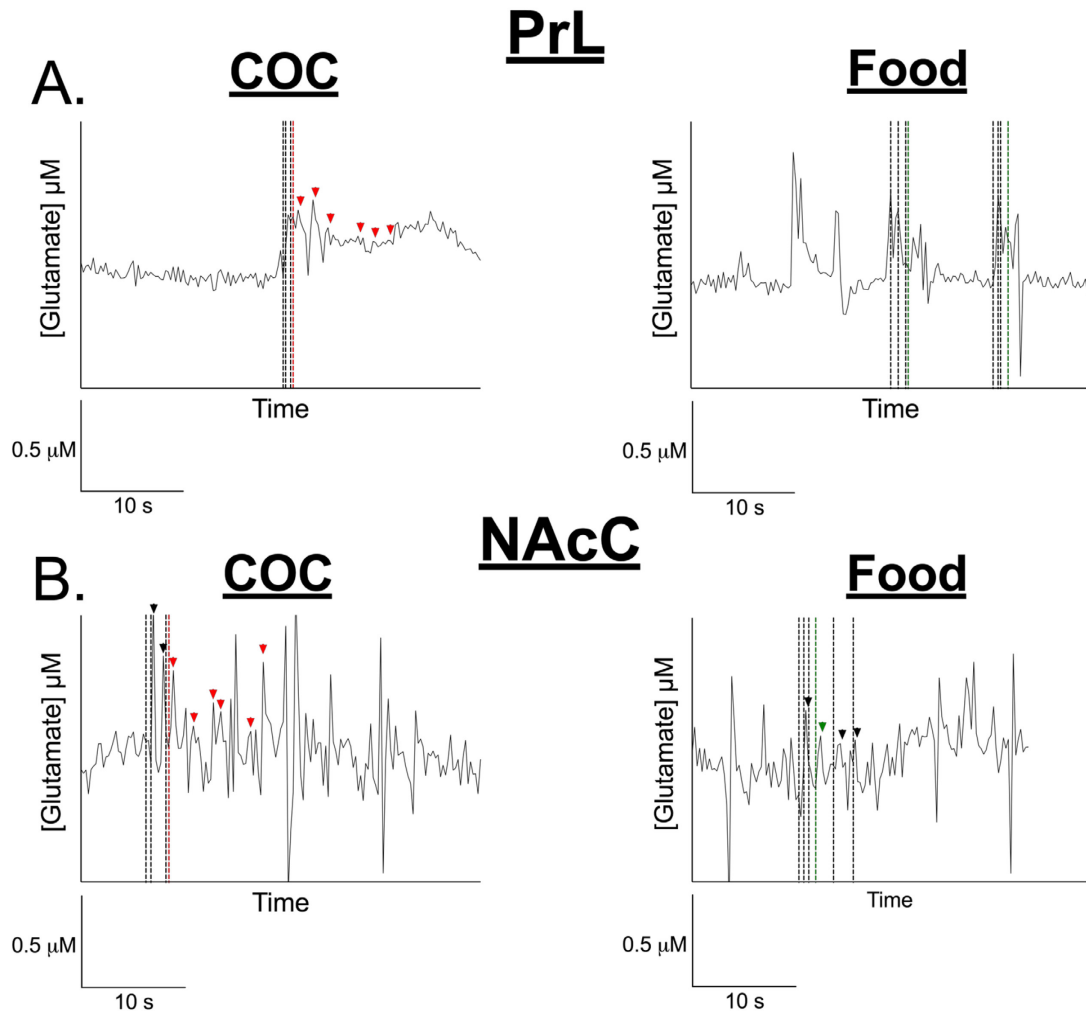 PrL
A.
COC
Food
[Glutamate] µM
[Glutamate] µM
Time
Time
0.5 µM
0.5 µM
10 s
10 s
NAcC
B.
COC
Food
[Glutamate] µM
[Glutamate] µM
Time
Time
0.5 µM
0.5 µM
10 s
10 s